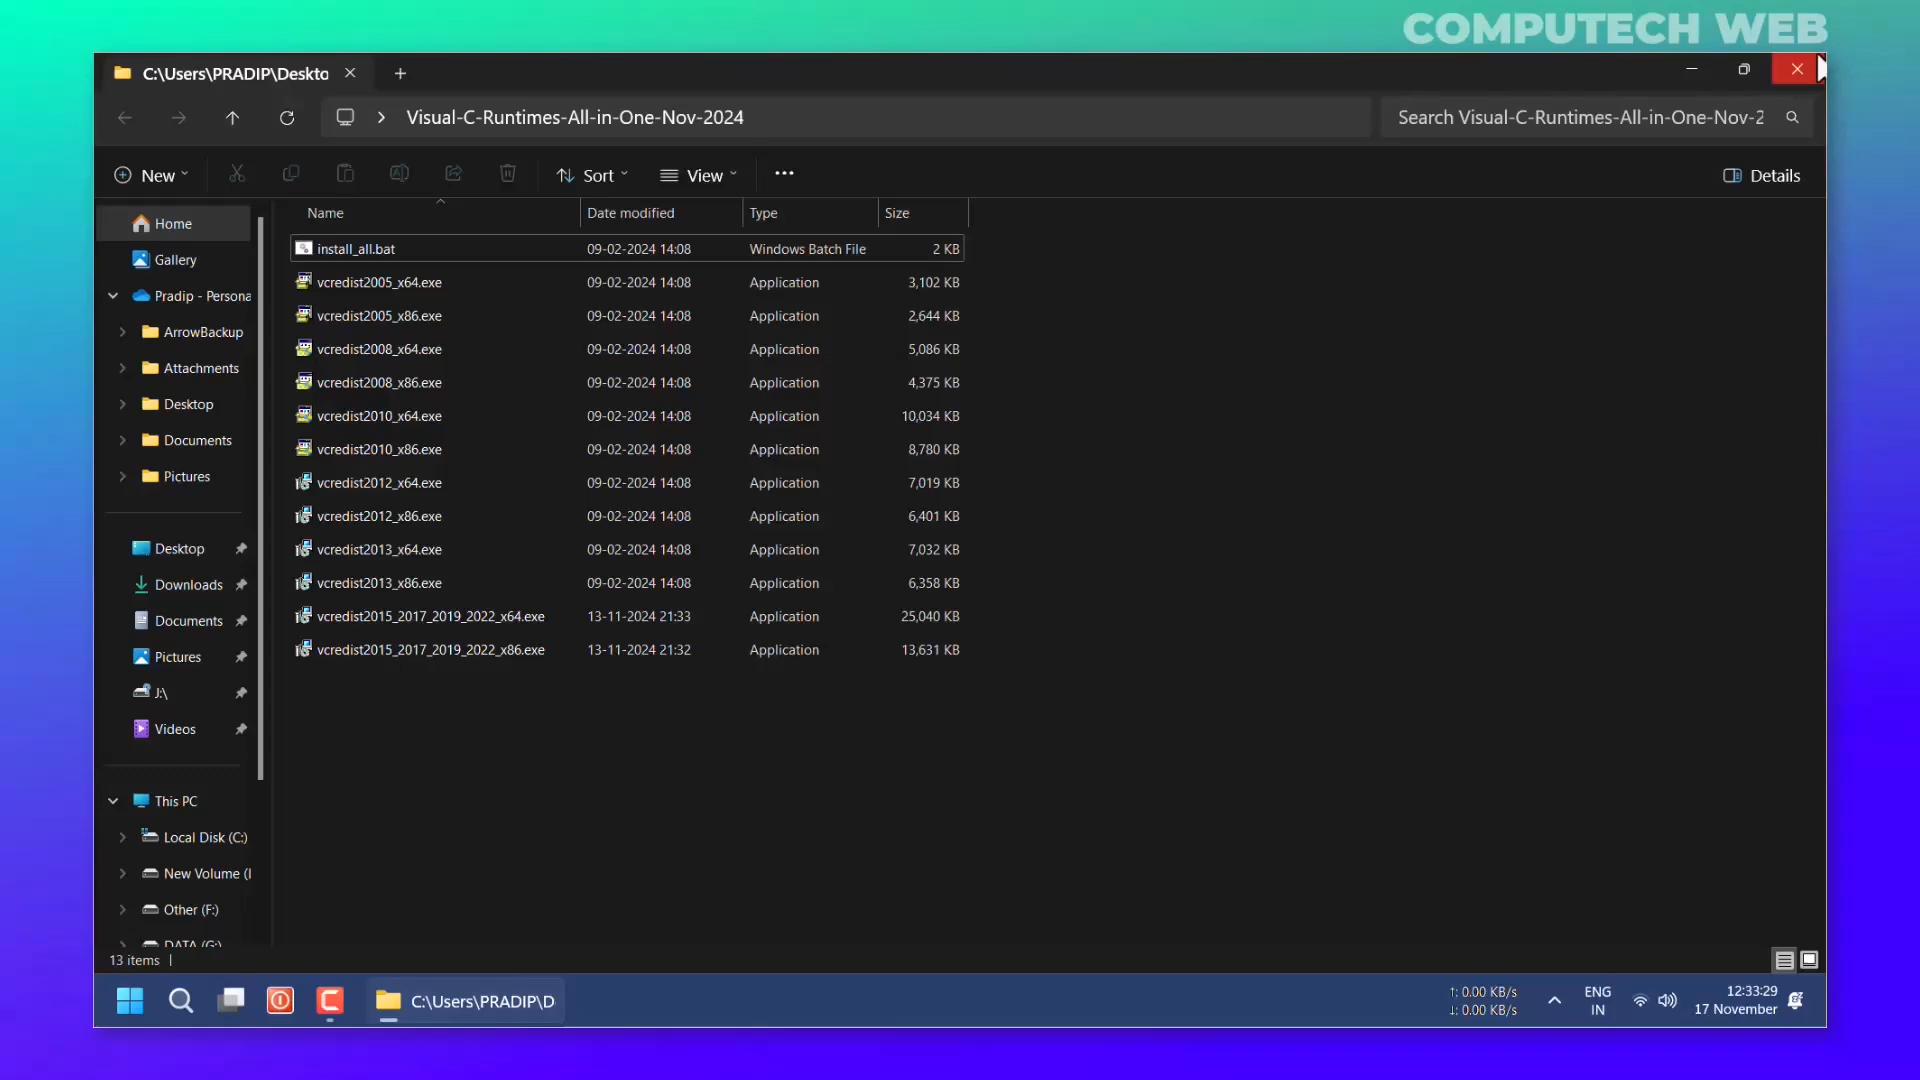 COMPUTECH WEB
C:\Users\PRADIP\Deskto
Visual-C-Runtimes-All-in-One-Nov-2024
Search Visual-C-Runtimes-All-in-One-Nov-2
New
Sort
View
Details
Home
Gallery
Pradip - Persona
ArrowBackup
Attachments
Desktop
Documents
Pictures
Desktop
Downloads
Documents
Pictures
J:\
Videos
This PC
Local Disk (C:)
New Volume (
Other (F:)
DATA (G:)
Name Date modified Type Size
install_all.bat 09-02-2024 14:08 Windows Batch File 2 KB
vcredist2005_x64.exe 09-02-2024 14:08 Application 3,102 KB
vcredist2005_x86.exe 09-02-2024 14:08 Application 2,644 KB
vcredist2008_x64.exe 09-02-2024 14:08 Application 5,086 KB
vcredist2008_x86.exe 09-02-2024 14:08 Application 4,375 KB
vcredist2010_x64.exe 09-02-2024 14:08 Application 10,034 KB
vcredist2010_x86.exe 09-02-2024 14:08 Application 8,780 KB
vcredist2012_x64.exe 09-02-2024 14:08 Application 7,019 KB
vcredist2012_x86.exe 09-02-2024 14:08 Application 6,401 KB
vcredist2013_x64.exe 09-02-2024 14:08 Application 7,032 KB
vcredist2013_x86.exe 09-02-2024 14:08 Application 6,358 KB
vcredist2015_2017_2019_2022_x64.exe 13-11-2024 21:33 Application 25,040 KB
vcredist2015_2017_2019_2022_x86.exe 13-11-2024 21:32 Application 13,631 KB
13 items
C:\Users\PRADIP\D
↑: 0.00 KB/s
↓: 0.00 KB/s
ENG
IN
12:33:29
17 November